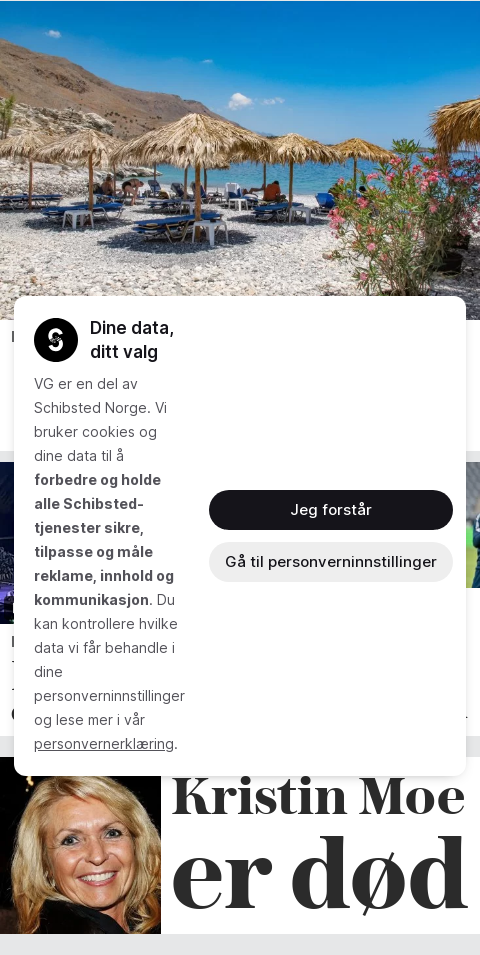 Dine data,
ditt valg
VG er en del av
Schibsted Norge. Vi
bruker cookies og
dine data til å
forbedre og holde
alle Schibsted-
tjenester sikre,
tilpasse og måle
reklame, innhold og
kommunikasjon. Du
kan kontrollere hvilke
data vi får behandle i
dine
personverninnstillinger
og lese mer i vår
personvernerklæring.
Jeg forstår
Gå til personverninnstillinger
Kristin Moe
er død